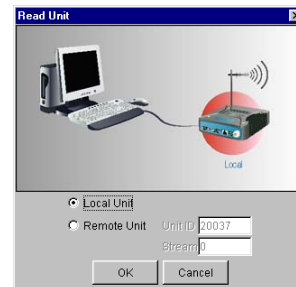 Read Unit
Local
Local Unit
Remote Unit Unit ID 20037
Stream 0
OK Cancel